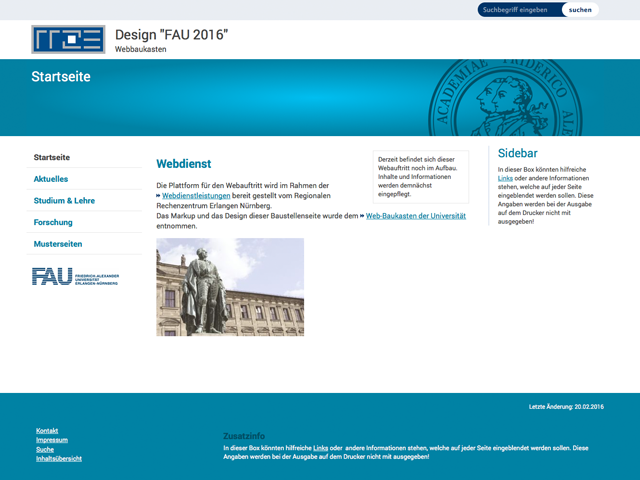 Suchbegriff eingeben
suchen
Design "FAU 2016"
Webbaukasten
Startseite
ACADEMIAE FRIDERICO ALE
Startseite
Aktuelles
Studium & Lehre
Forschung
Musterseiten
FAU FRIEDRICH-ALEXANDER
UNIVERSITÄT
ERLANGEN-NÜRNBERG
Webdienst
Derzeit befindet sich dieser
Webauftritt noch im Aufbau.
Inhalte und Informationen
werden demnächst
eingepflegt.
Die Plattform für den Webauftritt wird im Rahmen der
Webdienstleistungen bereit gestellt vom Regionalen
Rechenzentrum Erlangen Nürnberg.
Das Markup und das Design dieser Baustellenseite wurde dem Web-Baukasten der Universität
entnommen.
Sidebar
In dieser Box könnten hilfreiche
Links oder andere Informationen
stehen, welche auf jeder Seite
eingeblendet werden sollen. Diese
Angaben werden bei der Ausgabe
auf dem Drucker nicht mit
ausgegeben!
Letzte Änderung: 20.02.2016
Kontakt
Impressum
Suche
Inhaltsübersicht
Zusatzinfo
In dieser Box könnten hilfreiche Links oder andere Informationen stehen, welche auf jeder Seite eingeblendet werden sollen. Diese
Angaben werden bei der Ausgabe auf dem Drucker nicht mit ausgegeben!